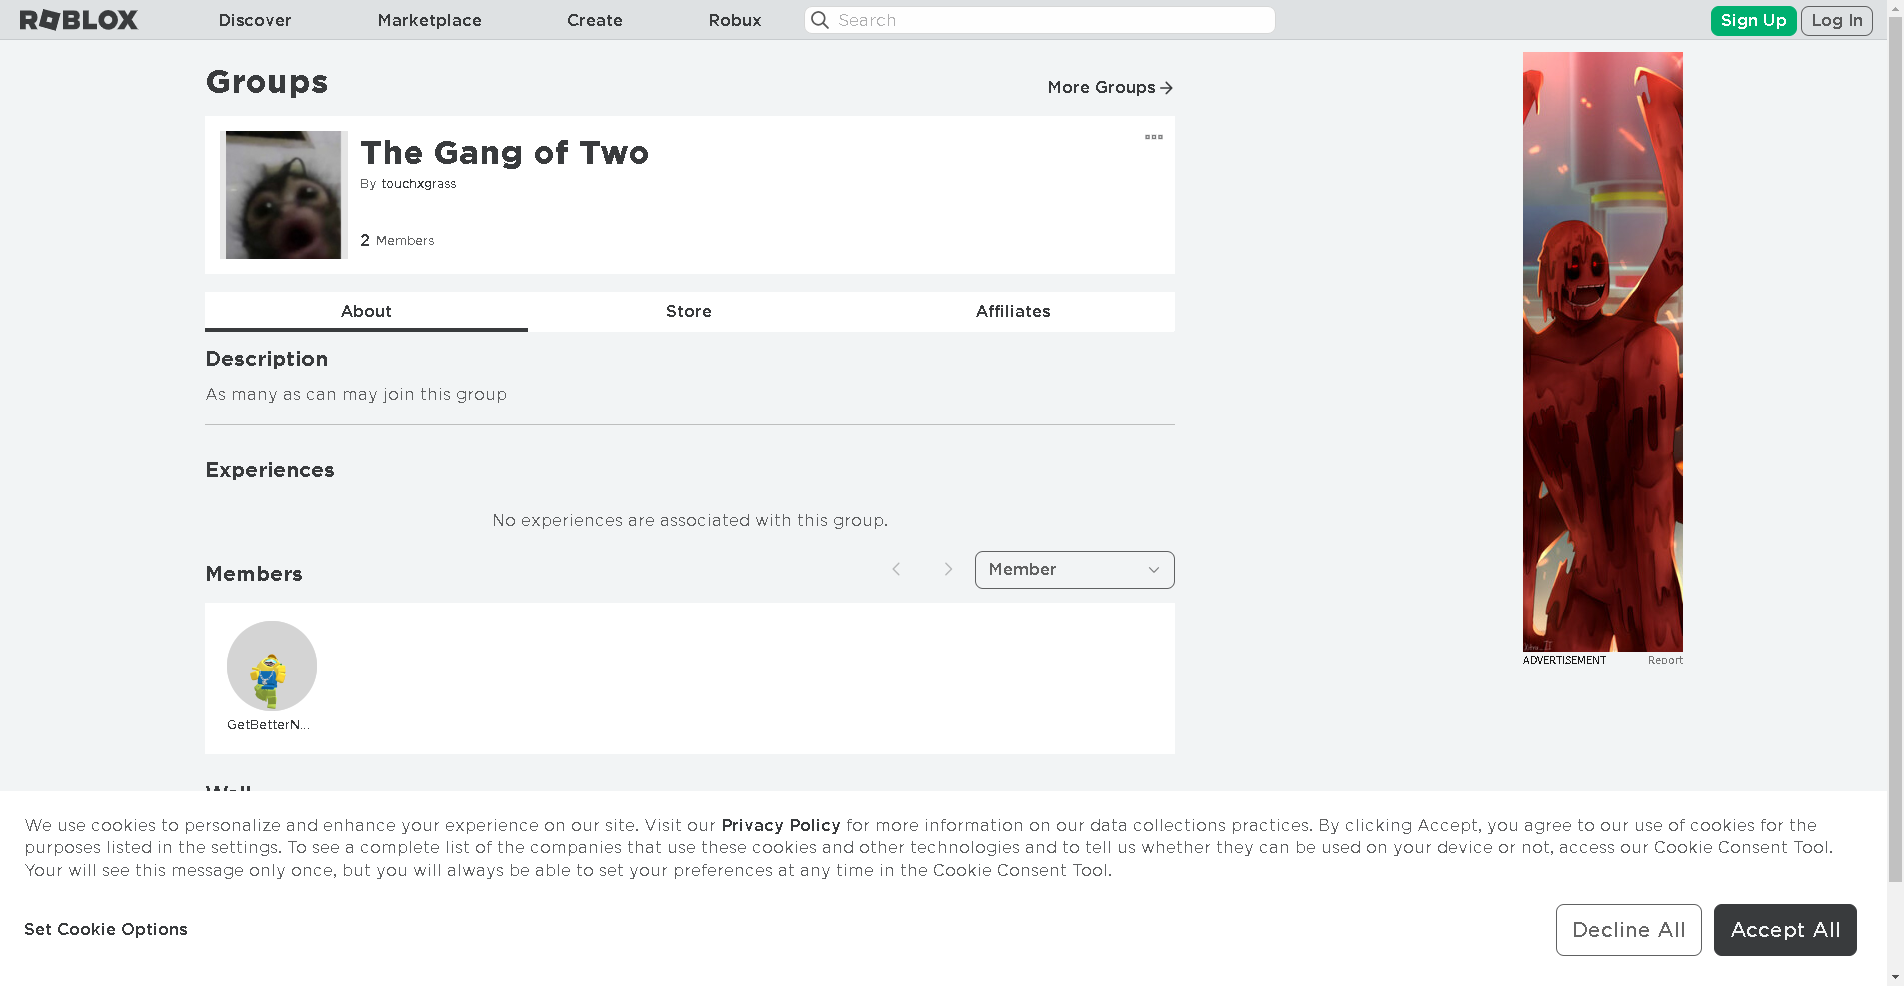 ROBLOX Discover Marketplace Create Robux Search Sign Up Log In
Groups
More Groups
The Gang of Two
By touchxgrass
2 Members
About Store Affiliates
Description
As many as can may join this group
Experiences
No experiences are associated with this group.
Members
Member
GetBetterN...
Wall
ADVERTISEMENT Report
We use cookies to personalize and enhance your experience on our site. Visit our Privacy Policy for more information on our data collections practices. By clicking Accept, you agree to our use of cookies for the
purposes listed in the settings. To see a complete list of the companies that use these cookies and other technologies and to tell us whether they can be used on your device or not, access our Cookie Consent Tool.
Your will see this message only once, but you will always be able to set your preferences at any time in the Cookie Consent Tool.
Set Cookie Options
Decline All
Accept All